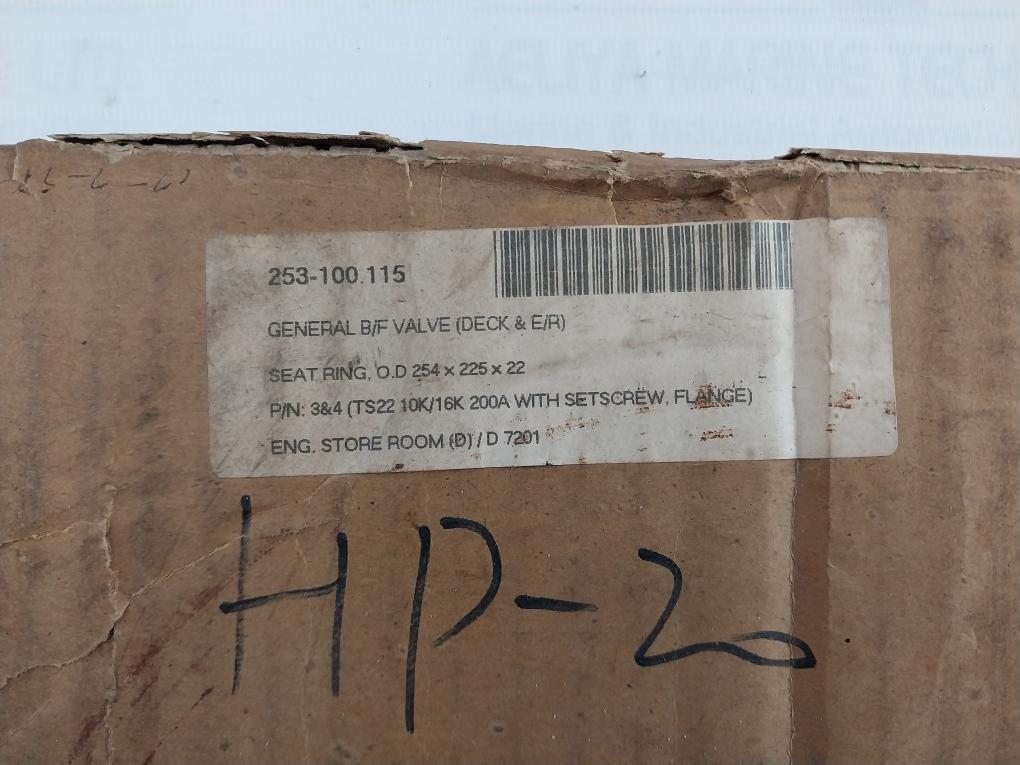 253-100.115
GENERAL B/F VALVE (DECK & E/R)
SEAT RING, O.D 254 x 225 x 22
P/N: 3&4 (TS22 10K/16K 200A WITH SETSCREW, FLANGE)
ENG. STORE ROOM (D) / D 7201
HP-20